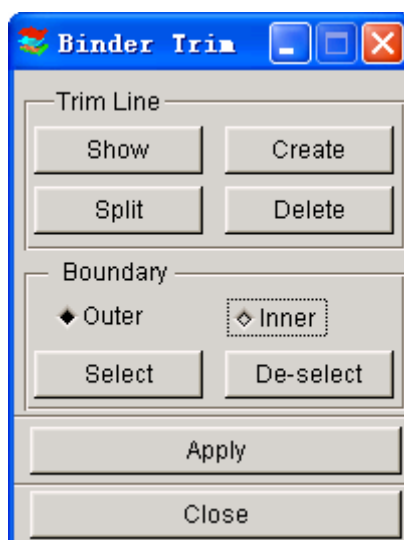 Binder Trim
Trim Line
Show Create
Split Delete
Boundary
Outer Inner
Select De-select
Apply
Close